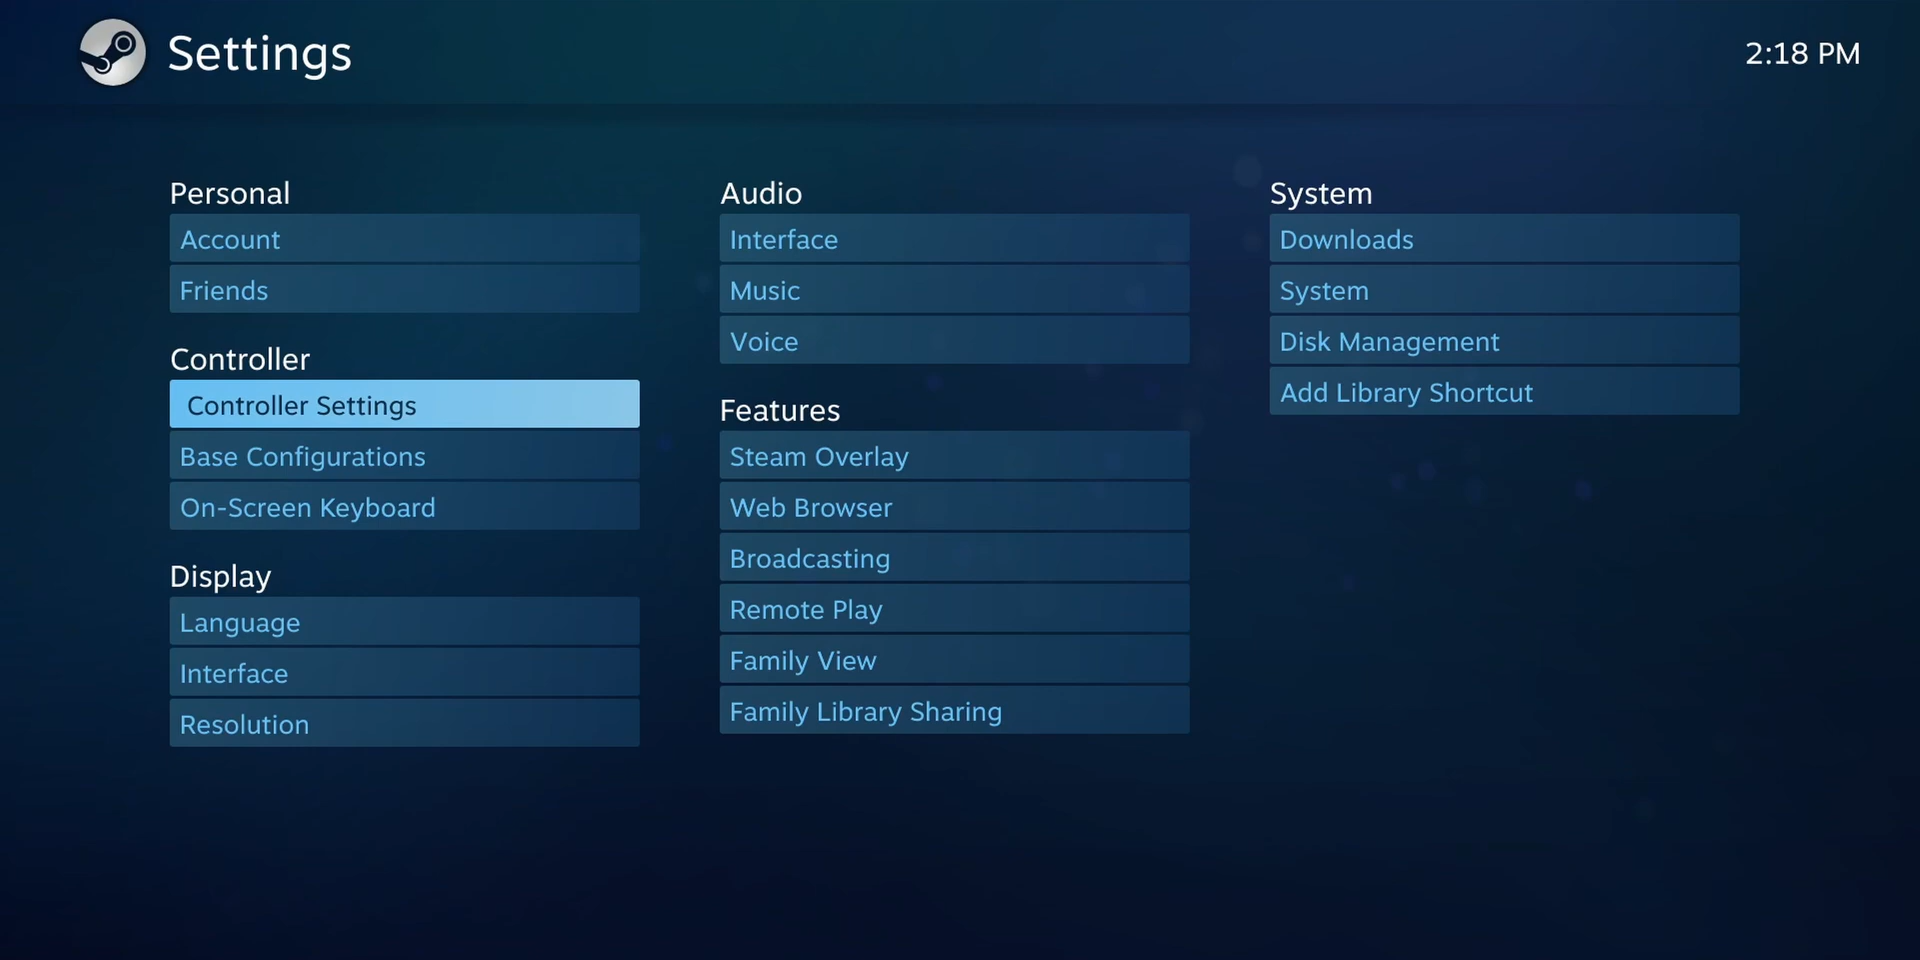 Settings
2:18 PM
Personal
Account
Friends
Controller
Controller Settings
Base Configurations
On-Screen Keyboard
Display
Language
Interface
Resolution
Audio
Interface
Music
Voice
Features
Steam Overlay
Web Browser
Broadcasting
Remote Play
Family View
Family Library Sharing
System
Downloads
System
Disk Management
Add Library Shortcut